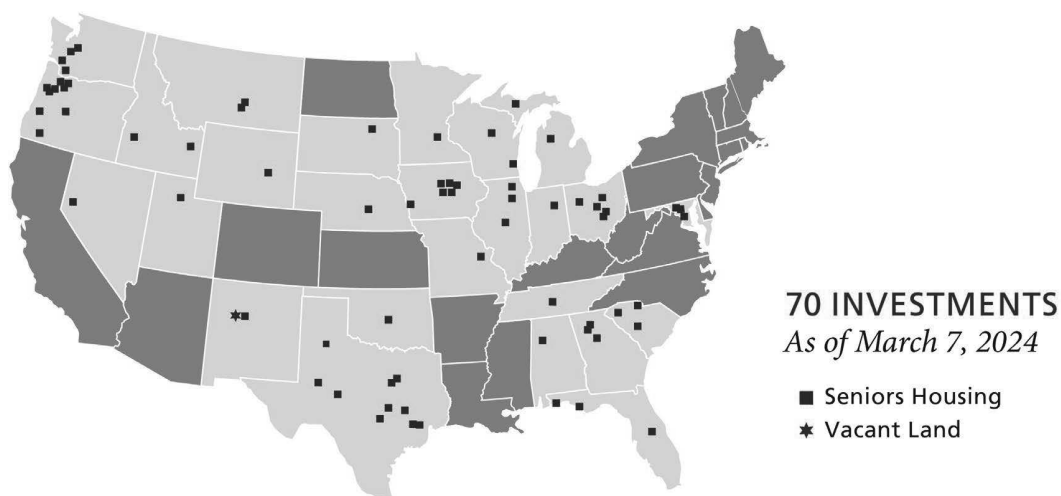 70 INVESTMENTS
As of March 7, 2024
Seniors Housing
Vacant Land